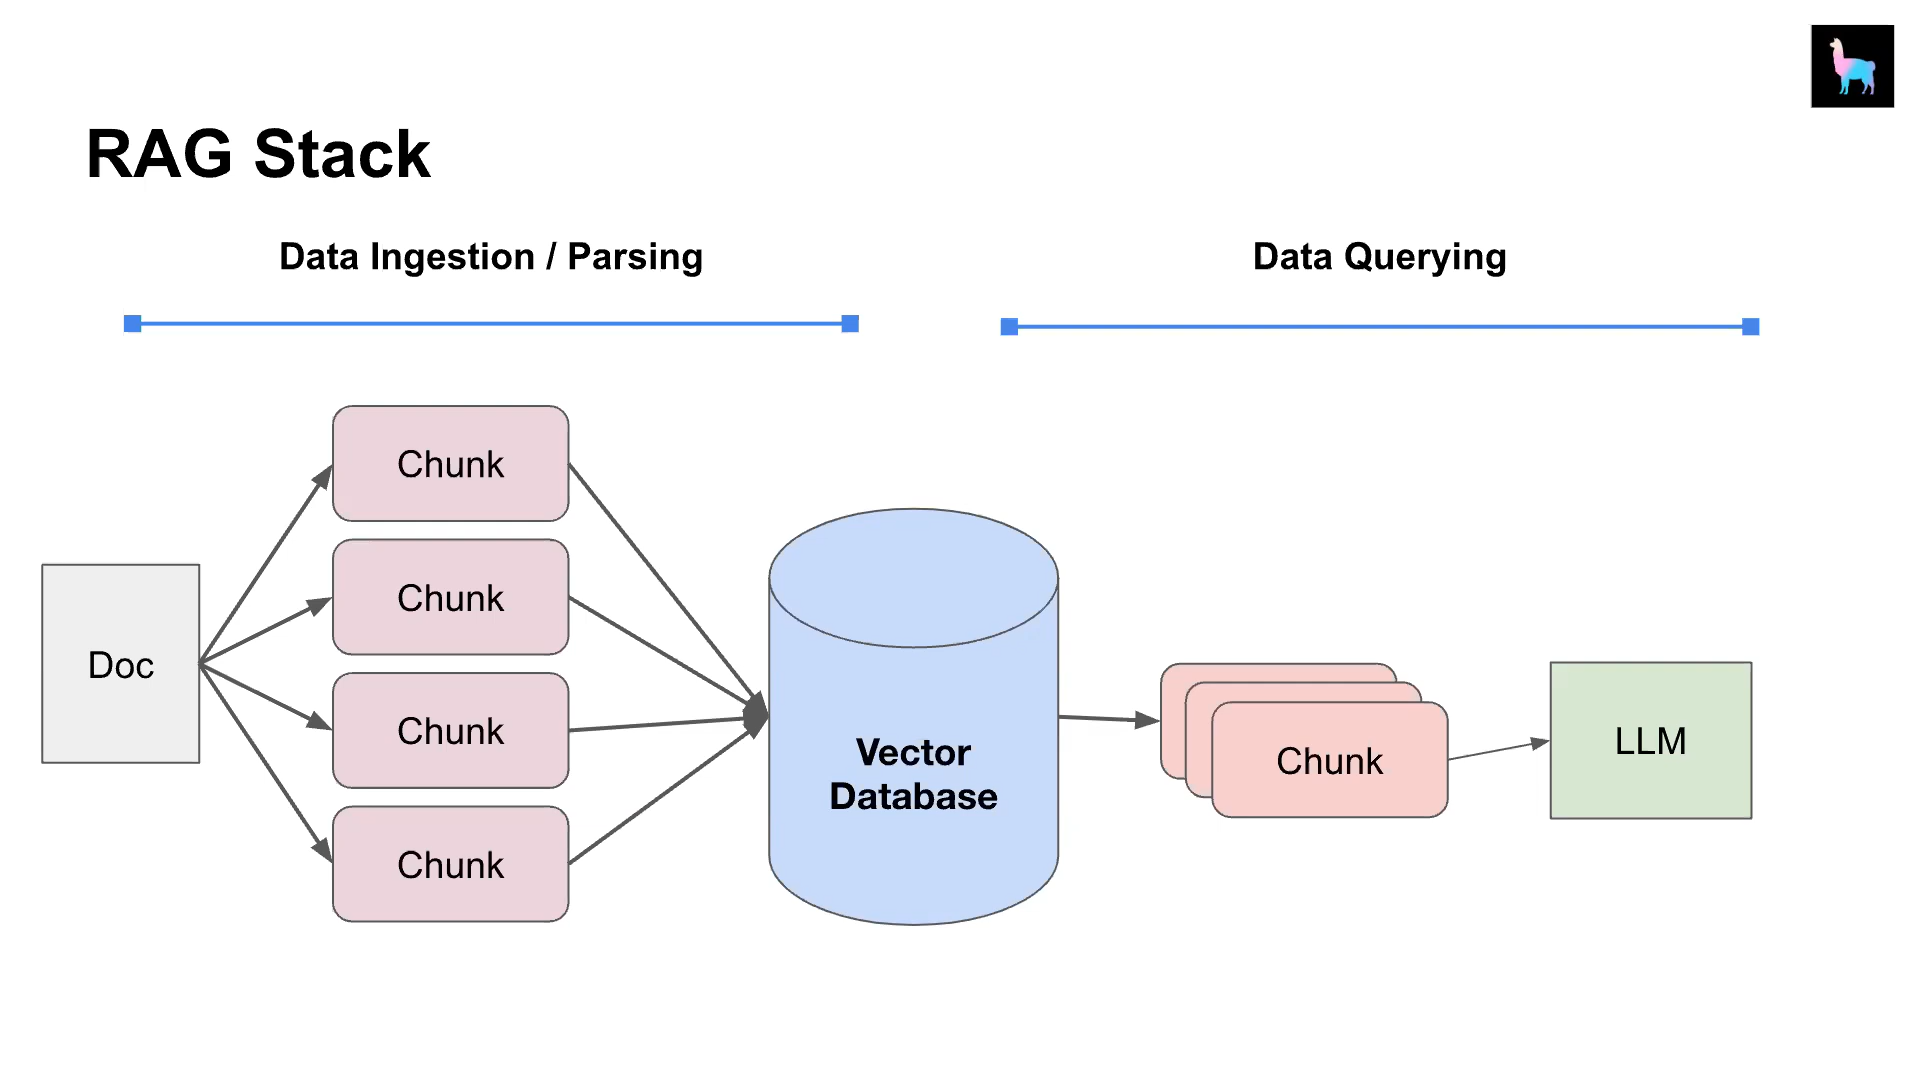 RAG Stack
Data Ingestion / Parsing
Data Querying
Chunk
Chunk
Chunk
Chunk
Doc
Vector
Database
Chunk
LLM